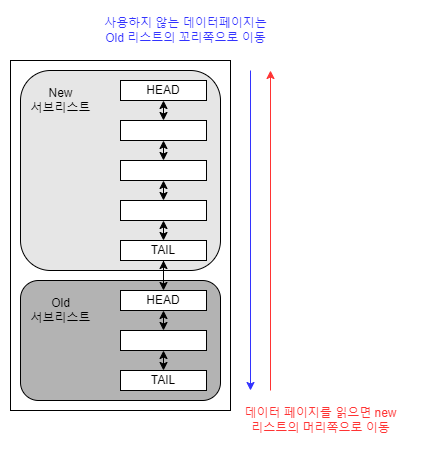 사용하지 않는 데이터페이지는
Old 리스트의 꼬리쪽으로 이동
New
서브리스트
HEAD
TAIL
Old
서브리스트
HEAD
TAIL
데이터 페이지를 읽으면 new
리스트의 머리쪽으로 이동